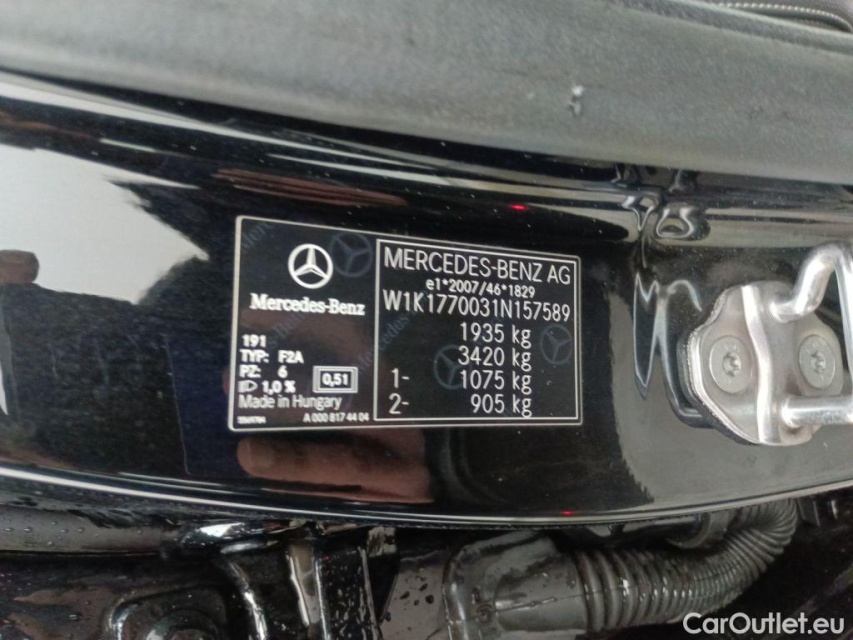 Mercedes-Benz
191
TYP: F2A
PZ: 6
1,0 % 0,51
Made in Hungary
A 000 817 44 04
MERCEDES-BENZ AG
e1*2007/46*1829
W1K1770031N157589
1935 kg
3420 kg
1- 1075 kg
2- 905 kg
CarOutlet.eu